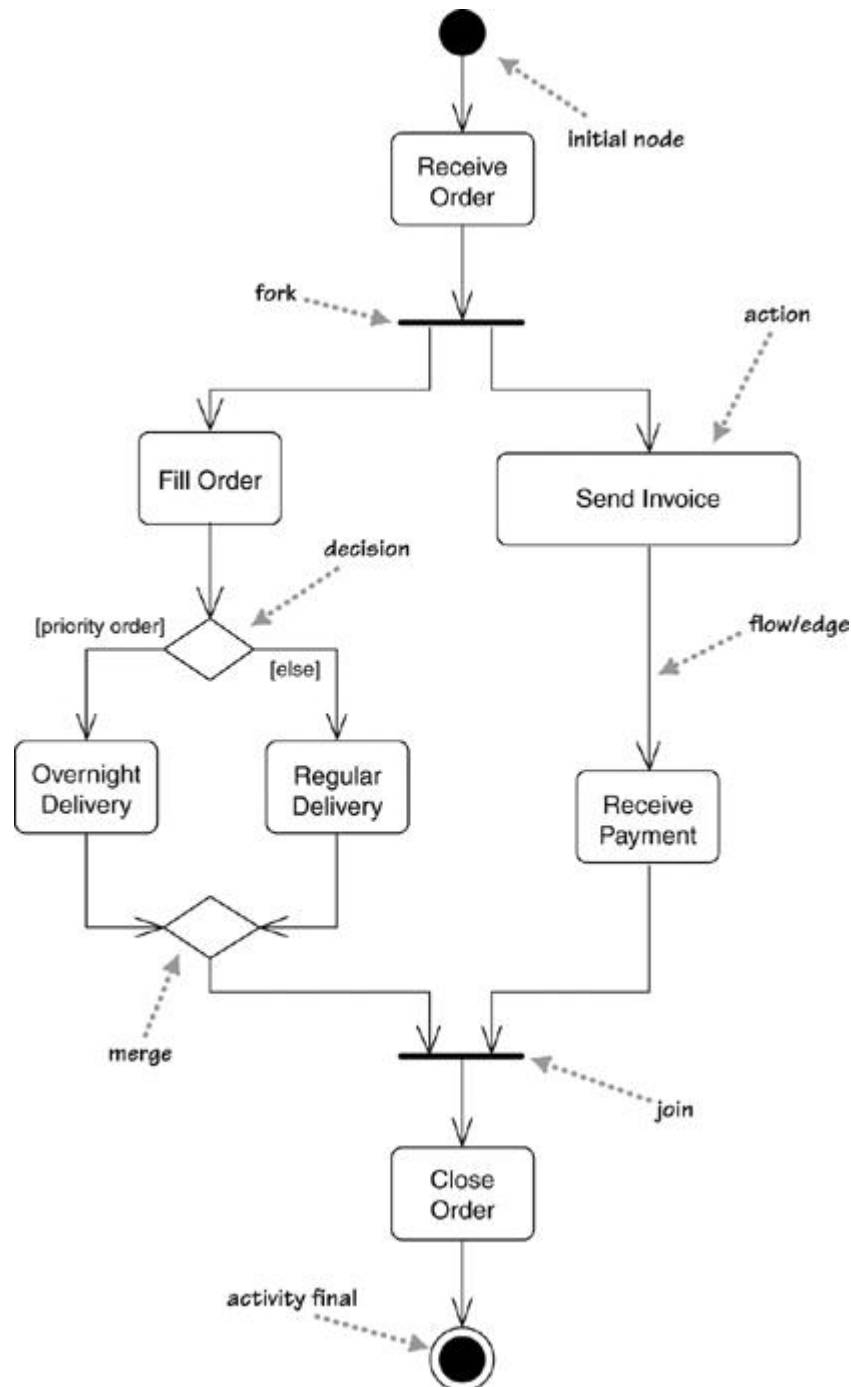 initial node
Receive
Order
fork
action
Fill Order
Send Invoice
decision
[priority order]
[else]
flow/edge
Overnight
Delivery
Regular
Delivery
Receive
Payment
merge
join
Close
Order
activity final